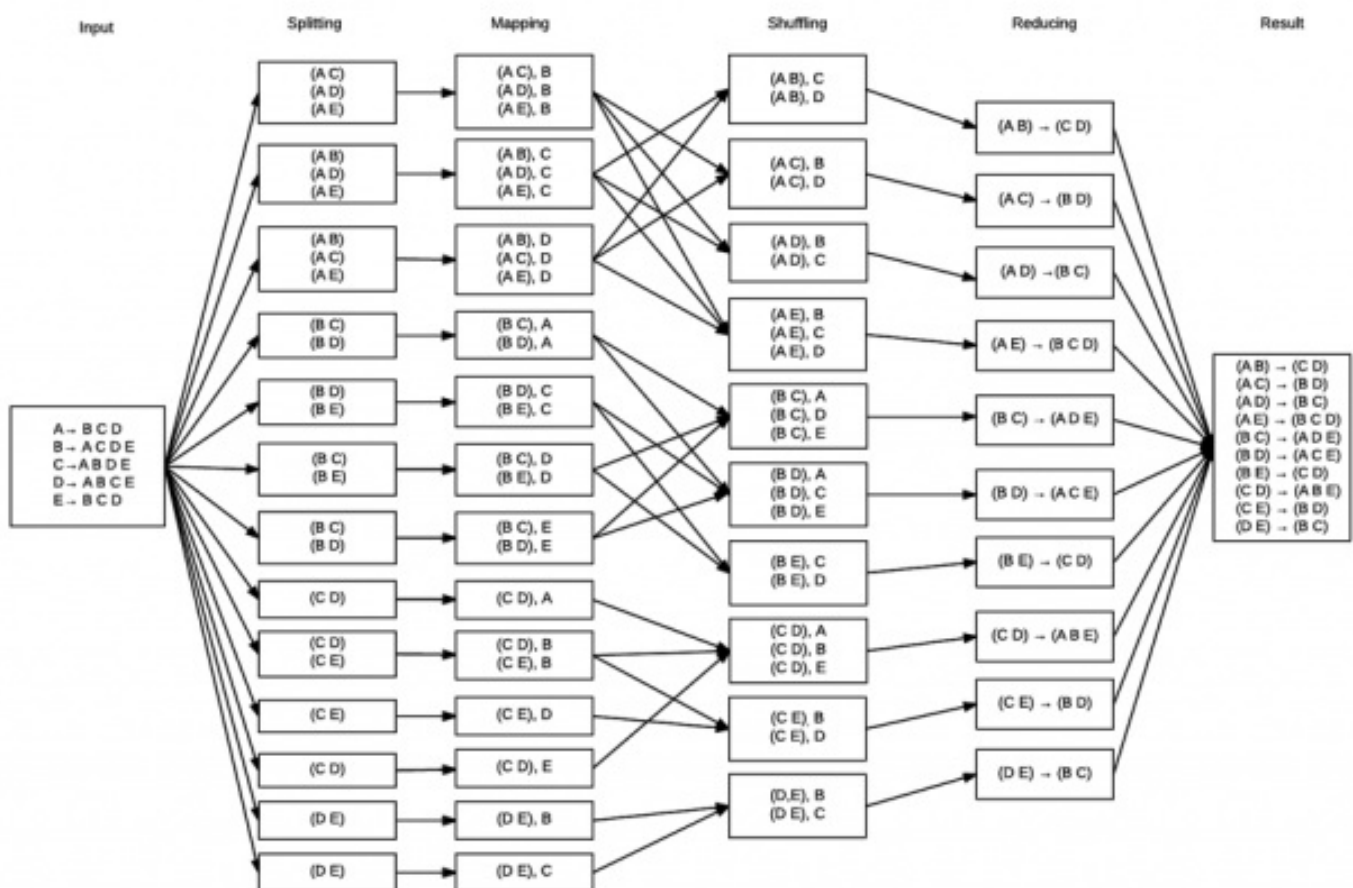 Input
Splitting
Mapping
Shuffling
Reducing
Result
A→ B C D
B→ A C D E
C→A B D E
D→ A B C E
E→ B C D
(A C)
(A D)
(A E)
(A B)
(A D)
(A E)
(A B)
(A C)
(A E)
(B C)
(B D)
(B D)
(B E)
(B C)
(B E)
(B C)
(B D)
(C D)
(C D)
(C E)
(C E)
(C D)
(D E)
(D E)
(A C), B
(A D), B
(A E), B
(A B), C
(A D), C
(A E), C
(A B), D
(A C), D
(A E), D
(B C), A
(B D), A
(B D), C
(B E), C
(B C), D
(B E), D
(B C), E
(B D), E
(C D), A
(C D), B
(C E), B
(C E), D
(C D), E
(D E), B
(D E), C
(A B), C
(A B), D
(A C), B
(A C), D
(A D), B
(A D), C
(A E), B
(A E), C
(A E), D
(B C), A
(B C), D
(B C), E
(B D), A
(B D), C
(B D), E
(B E), C
(B E), D
(C D), A
(C D), B
(C D), E
(C E), B
(C E), D
(D,E), B
(D E), C
(A B) → (C D)
(A C) → (B D)
(A D) →(B C)
(A E) → (B C D)
(B C) → (A D E)
(B D) → (A C E)
(B E) → (C D)
(C D) → (A B E)
(C E) → (B D)
(D E) → (B C)
(A B) → (C D)
(A C) → (B D)
(A D) → (B C)
(A E) → (B C D)
(B C) → (A D E)
(B D) → (A C E)
(B E) → (C D)
(C D) → (A B E)
(C E) → (B D)
(D E) → (B C)